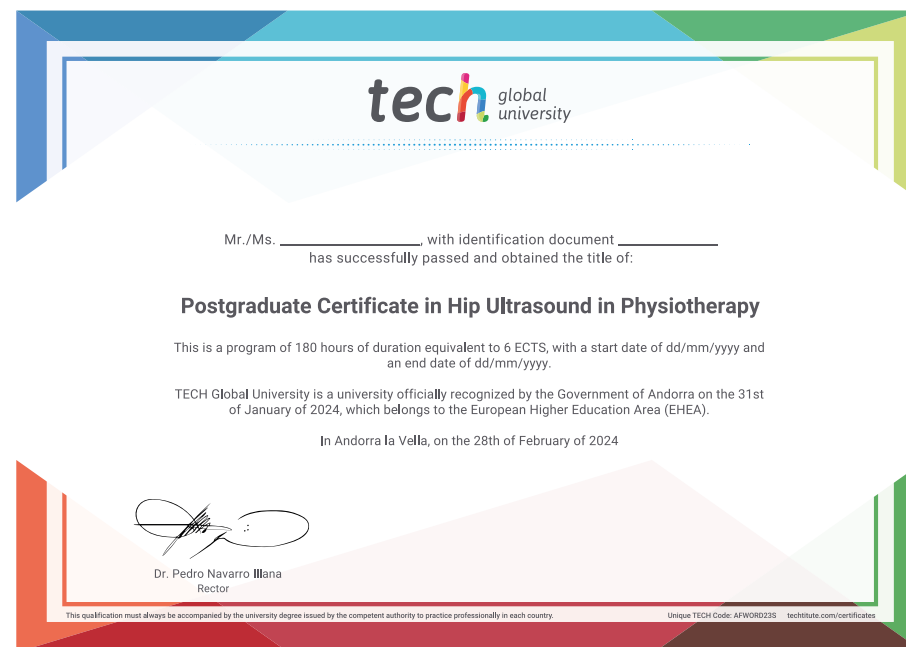 tech global university
Mr./Ms. ____________, with identification document ____________
has successfully passed and obtained the title of:
Postgraduate Certificate in Hip Ultrasound in Physiotherapy
This is a program of 180 hours of duration equivalent to 6 ECTS, with a start date of dd/mm/yyyy and
an end date of dd/mm/yyyy.
TECH Global University is a university officially recognized by the Government of Andorra on the 31st
of January of 2024, which belongs to the European Higher Education Area (EHEA).
In Andorra la Vella, on the 28th of February of 2024
Dr. Pedro Navarro Illana
Rector
This qualification must always be accompanied by the university degree issued by the competent authority to practice professionally in each country.
Unique TECH Code: AFWORD23S techtitute.com/certificates